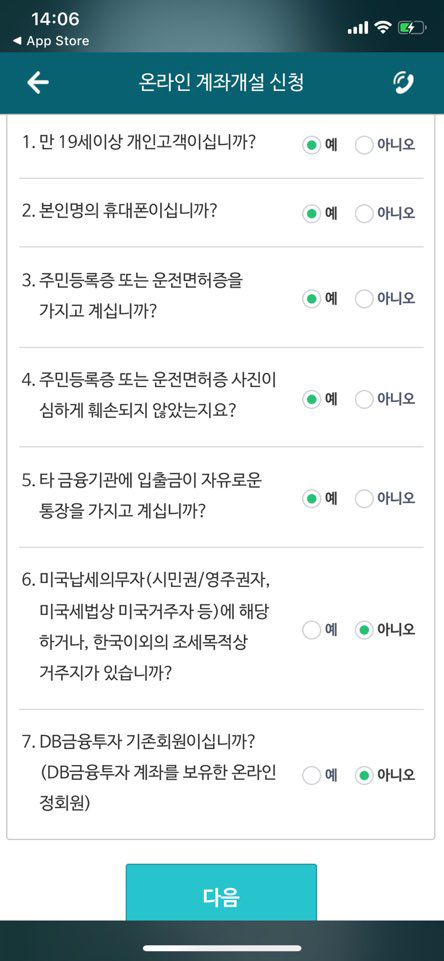 14:06
◀ App Store
온라인 계좌개설 신청
1. 만 19세이상 개인고객이십니까? 예 아니오
2. 본인명의 휴대폰이십니까? 예 아니오
3. 주민등록증 또는 운전면허증을
가지고 계십니까? 예 아니오
4. 주민등록증 또는 운전면허증 사진이
심하게 훼손되지 않았는지요? 예 아니오
5. 타 금융기관에 입출금이 자유로운
통장을 가지고 계십니까? 예 아니오
6. 미국납세의무자(시민권/영주권자,
미국세법상 미국거주자 등)에 해당
하거나, 한국이외의 조세목적상
거주지가 있습니까? 예 아니오
7. DB금융투자 기존회원이십니까?
(DB금융투자 계좌를 보유한 온라인
정회원) 예 아니오
다음